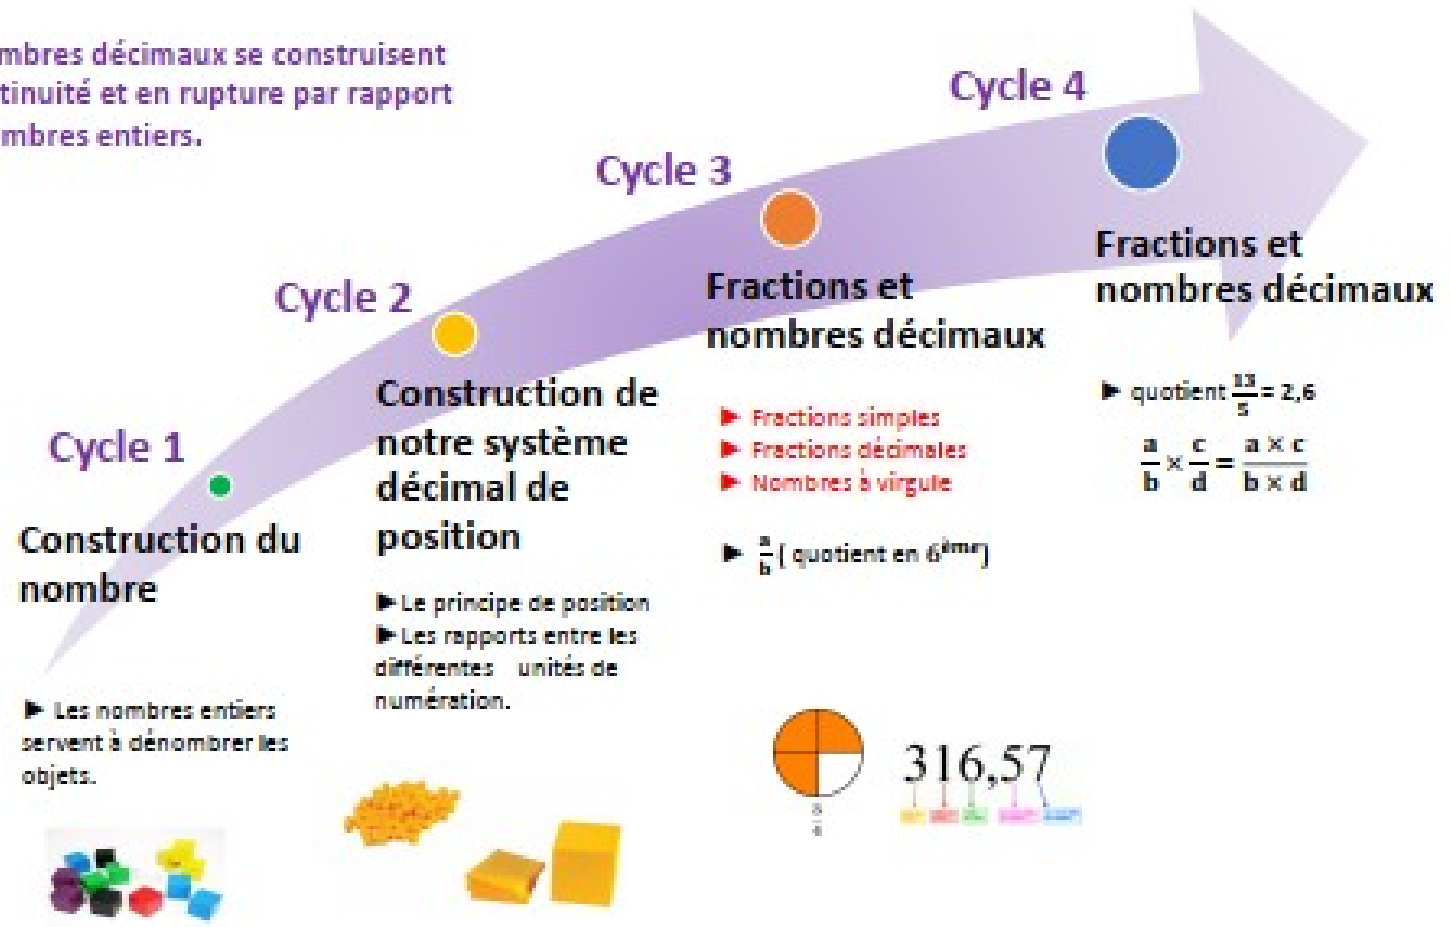 mbres décimaux se construisent
tinuité et en rupture par rapport
mbres entiers.
Cycle 1
Construction du
nombre
► Les nombres entiers
servent à dénombrer les
objets.
Cycle 2
Construction de
notre système
décimal de
position
►Le principe de position
►Les rapports entre les
différentes unités de
numération.
Cycle 3
Fractions et
nombres décimaux
► Fractions simples
► Fractions décimales
► Nombres à virgule
► a/b ( quotient en 6ème)
3/4
316,57
Cycle 4
Fractions et
nombres décimaux
► quotient 13/5 = 2,6
a/b × c/d = a × c / b × d